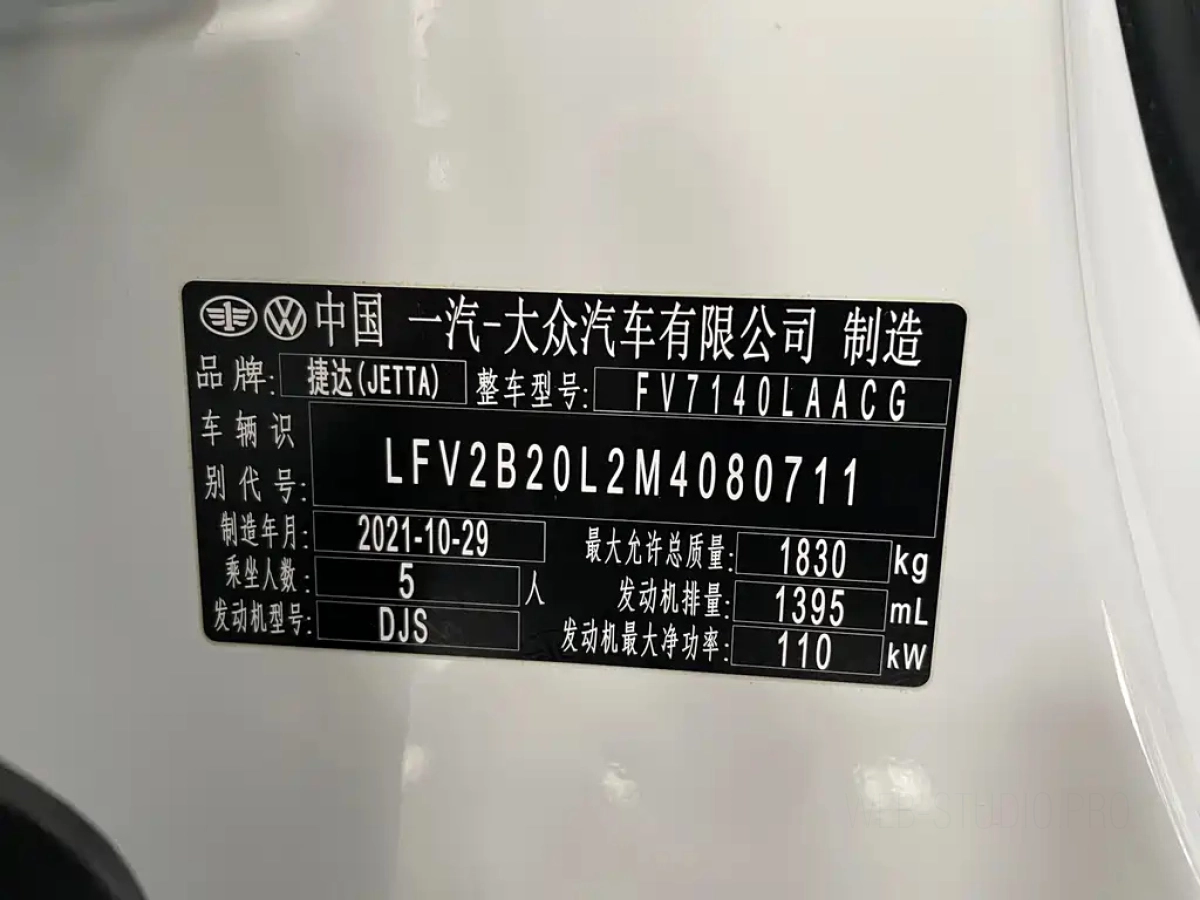 中国 一汽-大众汽车有限公司 制造
品牌: 捷达(JETTA) 整车型号: FV7140LAACG
车辆识别代号: LFV2B20L2M4080711
制造年月: 2021-10-29 最大允许总质量: 1830 kg
乘坐人数: 5 人 发动机排量: 1395 mL
发动机型号: DJS 发动机最大净功率: 110 kW
WEB-STUDIO PRO